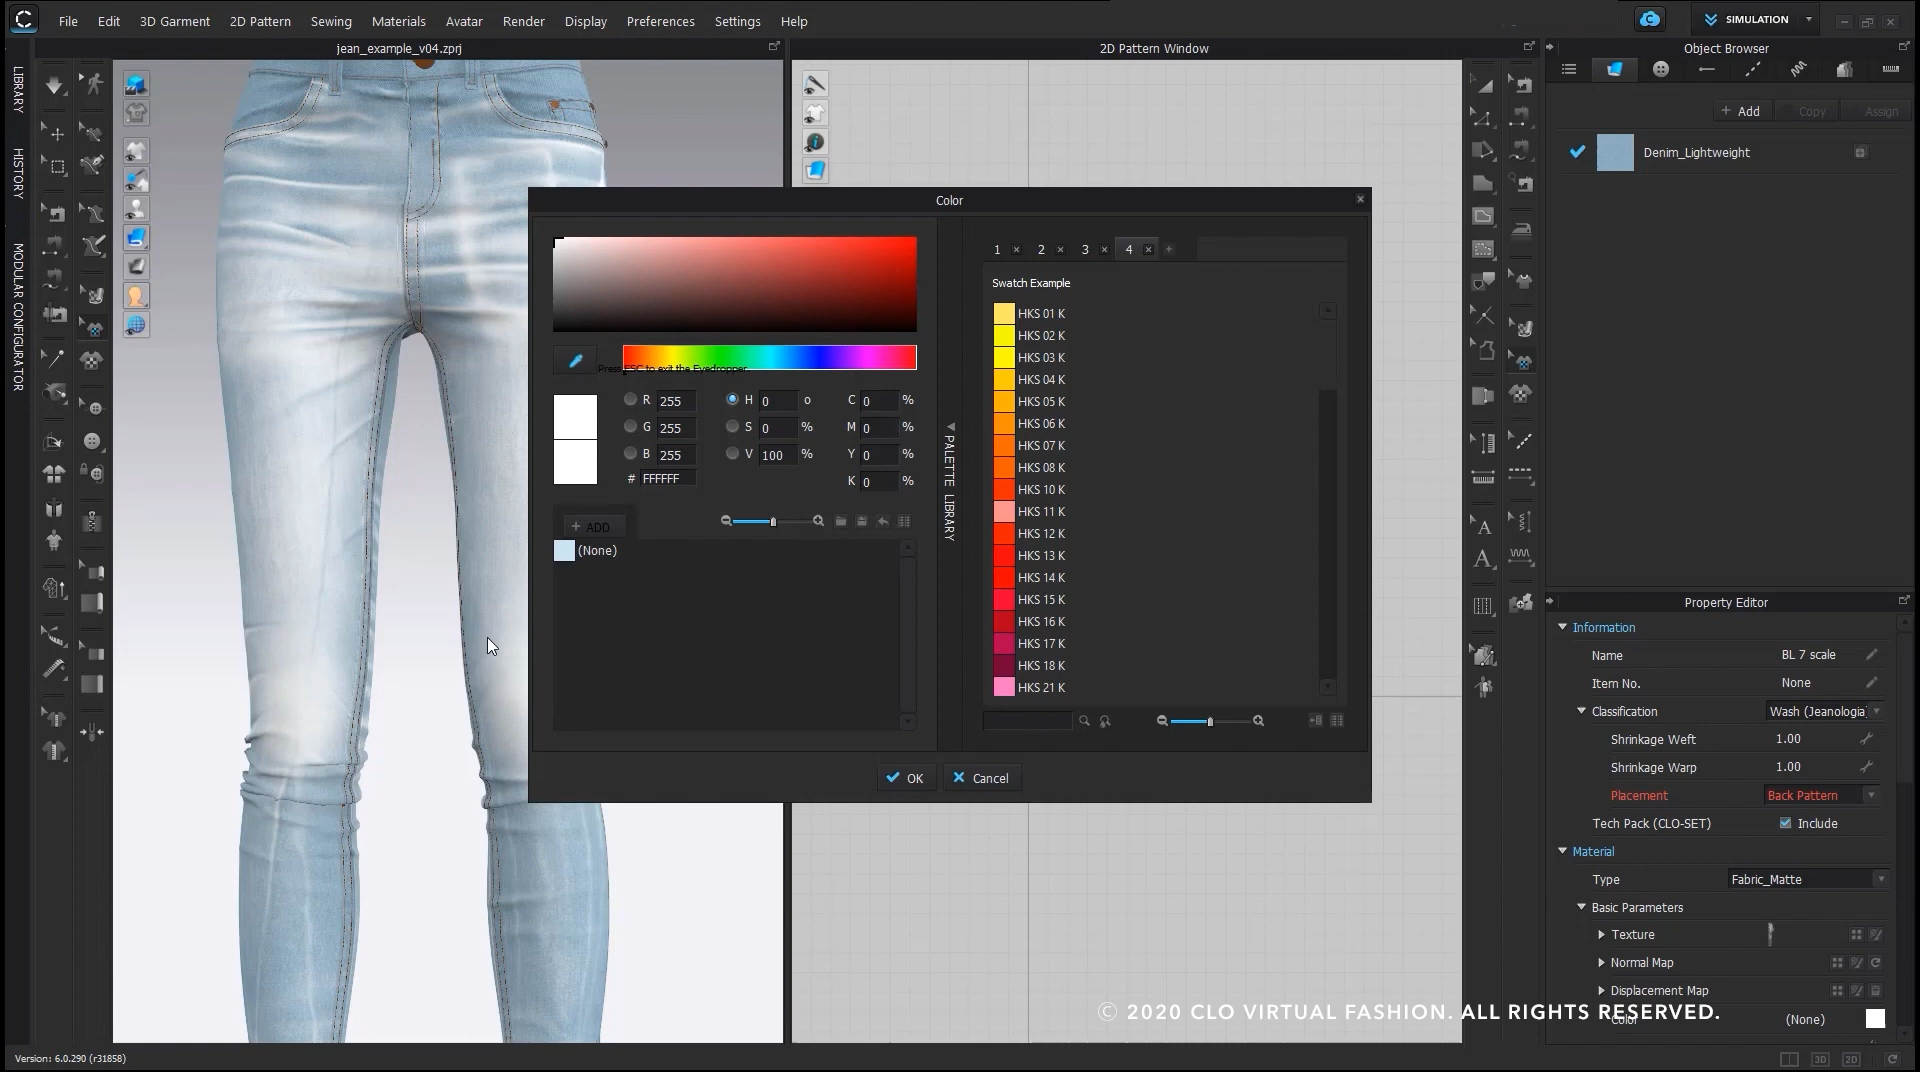 File Edit 3D Garment 2D Pattern Sewing Materials Avatar Render Display Preferences Settings Help
SIMULATION
jean_example_v04.zprj
2D Pattern Window
Object Browser
LIBRARY
HISTORY
MODULAR CONFIGURATOR
+ Add Copy Assign
Denim_Lightweight
Color
1 2 3 4 +
Swatch Example
HKS 01 K
HKS 02 K
HKS 03 K
HKS 04 K
HKS 05 K
HKS 06 K
HKS 07 K
HKS 08 K
HKS 10 K
HKS 11 K
HKS 12 K
HKS 13 K
HKS 14 K
HKS 15 K
HKS 16 K
HKS 17 K
HKS 18 K
HKS 21 K
Press ESC to exit the Eyedropper
R 255 H 0 o C 0 %
G 255 S 0 % M 0 %
B 255 V 100 % Y 0 %
# FFFFFF K 0 %
+ ADD
(None)
PALETTE LIBRARY
OK Cancel
Property Editor
Information
Name BL 7 scale
Item No. None
Classification Wash (Jeanologia)
Shrinkage Weft 1.00
Shrinkage Warp 1.00
Placement Back Pattern
Tech Pack (CLO-SET) Include
Material
Type Fabric_Matte
Basic Parameters
Texture
Normal Map
Displacement Map
Color (None)
© 2020 CLO VIRTUAL FASHION. ALL RIGHTS RESERVED.
Version: 6.0.290 (r31858)
3D 2D